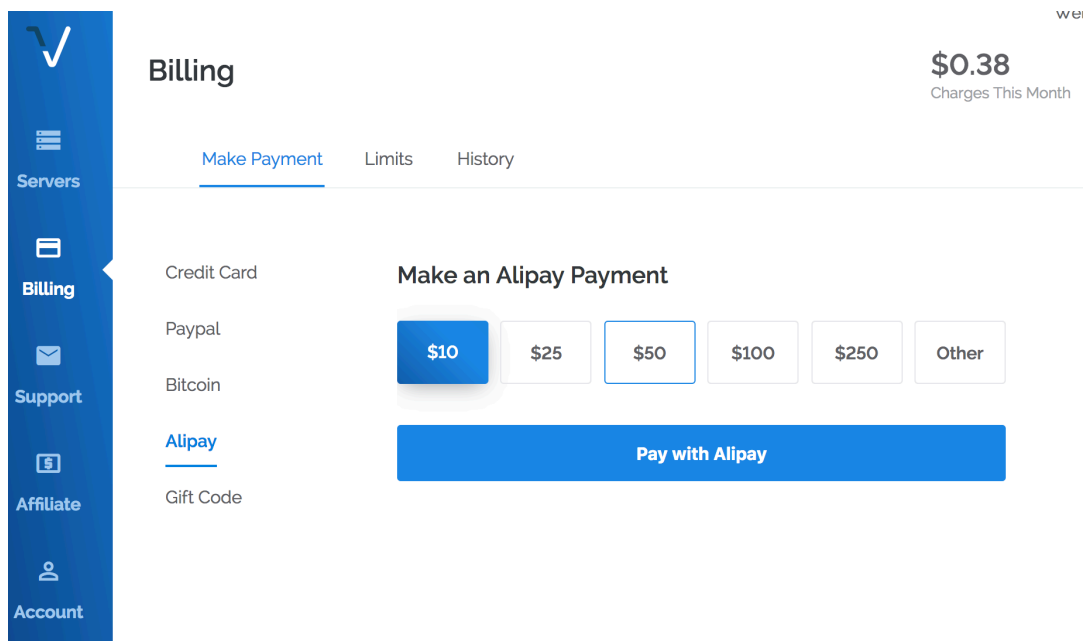 Billing
$0.38
Charges This Month
Make Payment
Limits
History
Servers
Billing
Support
Affiliate
Account
Credit Card
Paypal
Bitcoin
Alipay
Gift Code
Make an Alipay Payment
$10
$25
$50
$100
$250
Other
Pay with Alipay